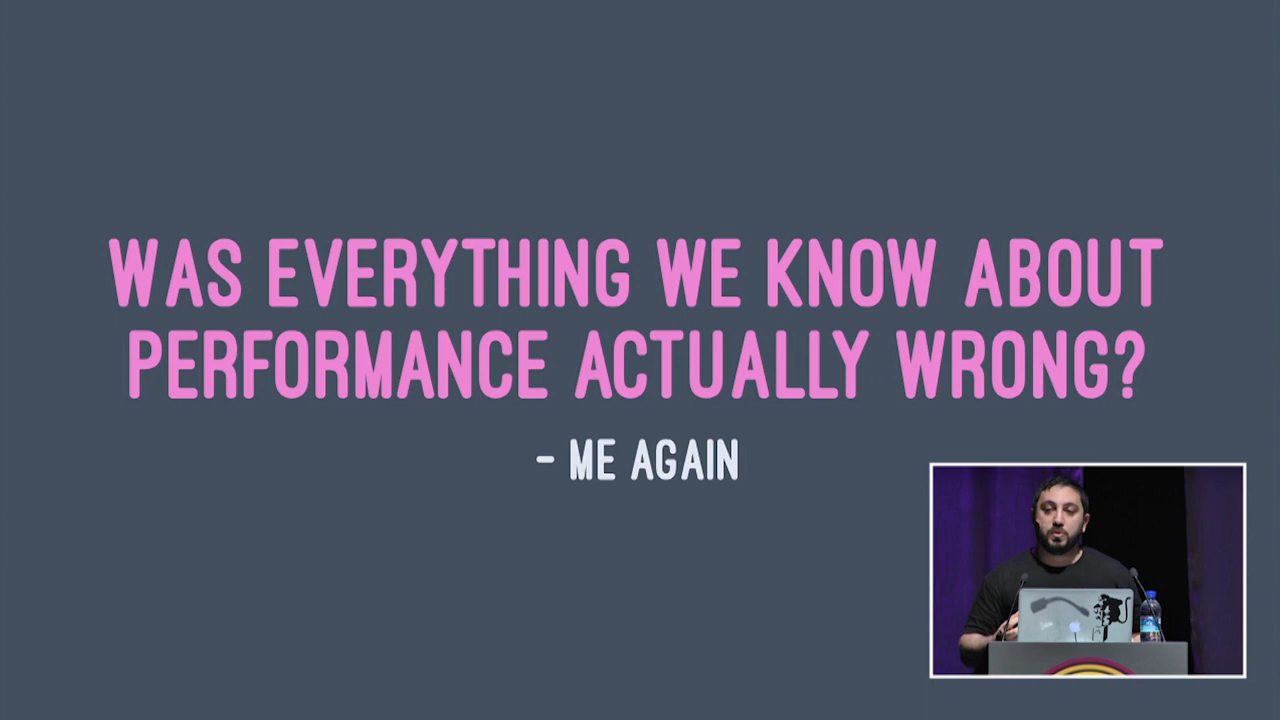 WAS EVERYTHING WE KNOW ABOUT
PERFORMANCE ACTUALLY WRONG?
- ME AGAIN